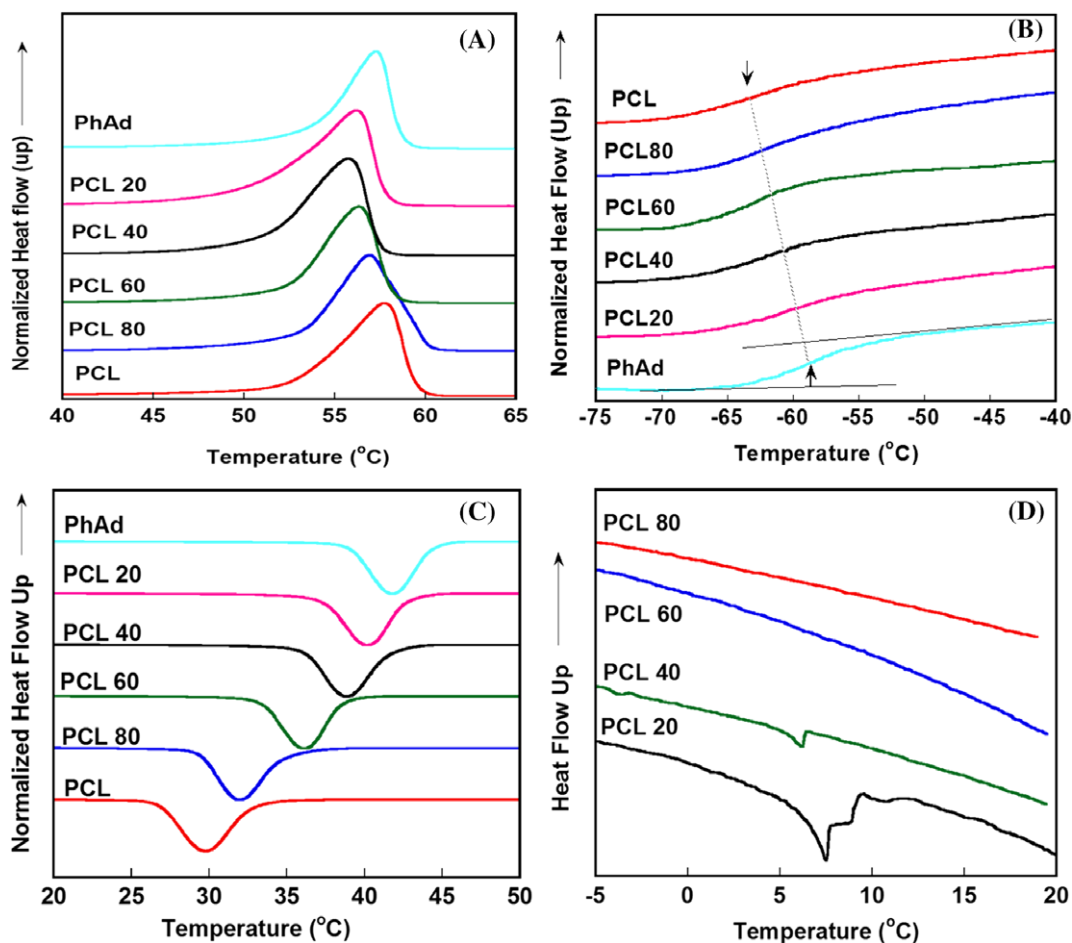 (A)
Normalized Heat flow (up)
PhAd
PCL 20
PCL 40
PCL 60
PCL 80
PCL
40 45 50 55 60 65
Temperature (°C)
(B)
Normalized Heat Flow (Up)
PCL
PCL80
PCL60
PCL40
PCL20
PhAd
-75 -70 -65 -60 -55 -50 -45 -40
Temperature (°C)
(C)
Normalized Heat Flow Up
PhAd
PCL 20
PCL 40
PCL 60
PCL 80
PCL
20 25 30 35 40 45 50
Temperature (°C)
(D)
Heat Flow Up
PCL 80
PCL 60
PCL 40
PCL 20
-5 0 5 10 15 20
Temperature (°C)